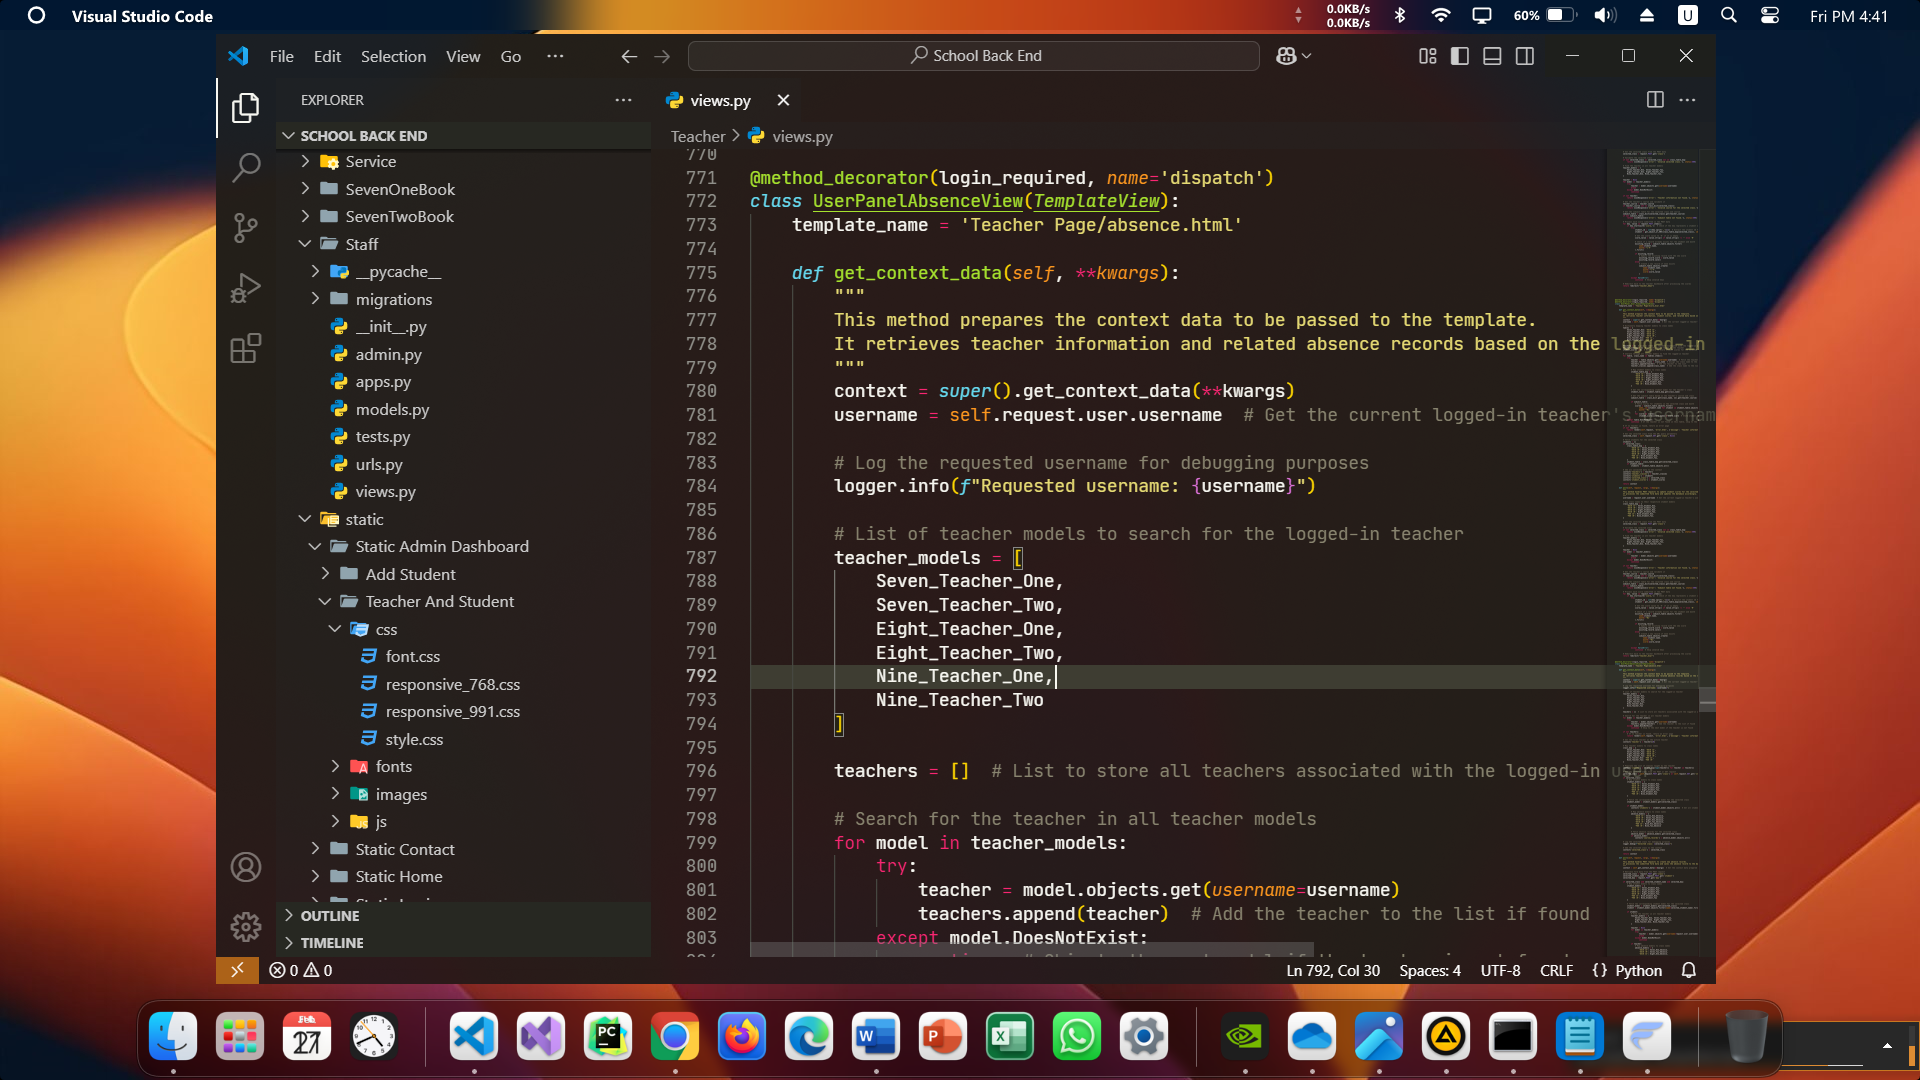 Visual Studio Code
0.0KB/s
0.0KB/s
60%
U
Fri PM 4:41
File Edit Selection View Go ···
School Back End
EXPLORER
SCHOOL BACK END
Service
SevenOneBook
SevenTwoBook
Staff
__pycache__
migrations
__init__.py
admin.py
apps.py
models.py
tests.py
urls.py
views.py
static
Static Admin Dashboard
Add Student
Teacher And Student
css
font.css
responsive_768.css
responsive_991.css
style.css
fonts
images
js
Static Contact
Static Home
OUTLINE
TIMELINE
views.py
Teacher > views.py
770
771 @method_decorator(login_required, name='dispatch')
772 class UserPanelAbsenceView(TemplateView):
773     template_name = 'Teacher Page/absence.html'
774
775     def get_context_data(self, **kwargs):
776         """
777         This method prepares the context data to be passed to the template.
778         It retrieves teacher information and related absence records based on the logged-in
779         """
780         context = super().get_context_data(**kwargs)
781         username = self.request.user.username  # Get the current logged-in teacher's usernam
782
783         # Log the requested username for debugging purposes
784         logger.info(f"Requested username: {username}")
785
786         # List of teacher models to search for the logged-in teacher
787         teacher_models = [
788             Seven_Teacher_One,
789             Seven_Teacher_Two,
790             Eight_Teacher_One,
791             Eight_Teacher_Two,
792             Nine_Teacher_One,
793             Nine_Teacher_Two
794         ]
795
796         teachers = []  # List to store all teachers associated with the logged-in user
797
798         # Search for the teacher in all teacher models
799         for model in teacher_models:
800             try:
801                 teacher = model.objects.get(username=username)
802                 teachers.append(teacher)  # Add the teacher to the list if found
803             except model.DoesNotExist:
0 0
Ln 792, Col 30 Spaces: 4 UTF-8 CRLF {} Python
FEB
27
PC
W
P
X